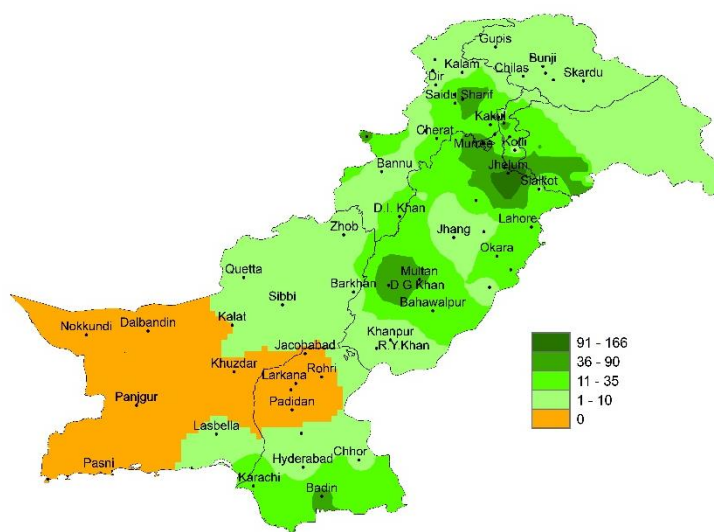 Gupis
Bunji
Kalam
Chilas
Skardu
Dir
Saidu Sharif
Kakul
Cherat
Murree
Kotli
Bannu
Jhelum
Sialkot
D.I. Khan
Lahore
Zhob
Jhang
Okara
Quetta
Multan
Barkhan
D.G.Khan
Sibbi
Bahawalpur
Kalat
Nokkundi
Dalbandin
Khanpur
R.Y.Khan
Jacobabad
Khuzdar
Rohri
Larkana
Panjgur
Padidan
Lasbella
Chhor
Pasni
Hyderabad
Karachi
Badin
91 - 166
36 - 90
11 - 35
1 - 10
0